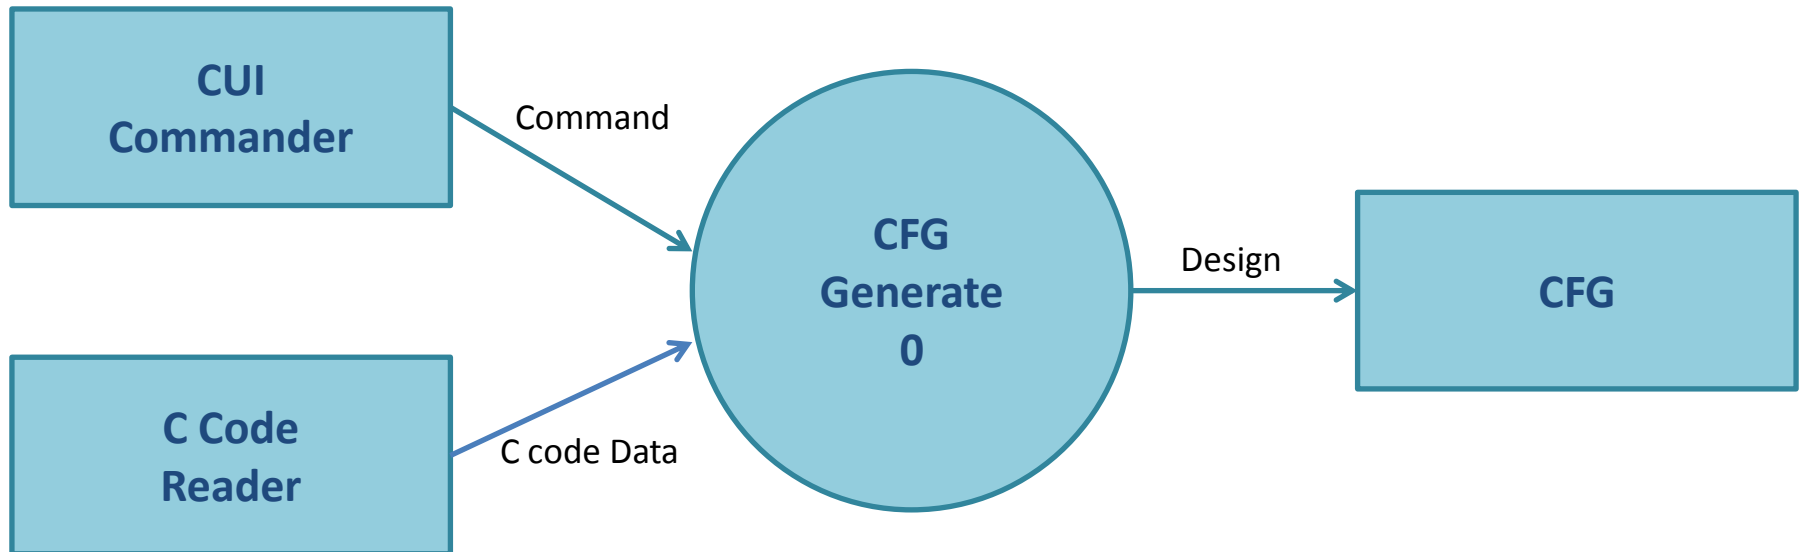 CUI
Commander
Command
C Code
Reader
C code Data
CFG
Generate
0
Design
CFG